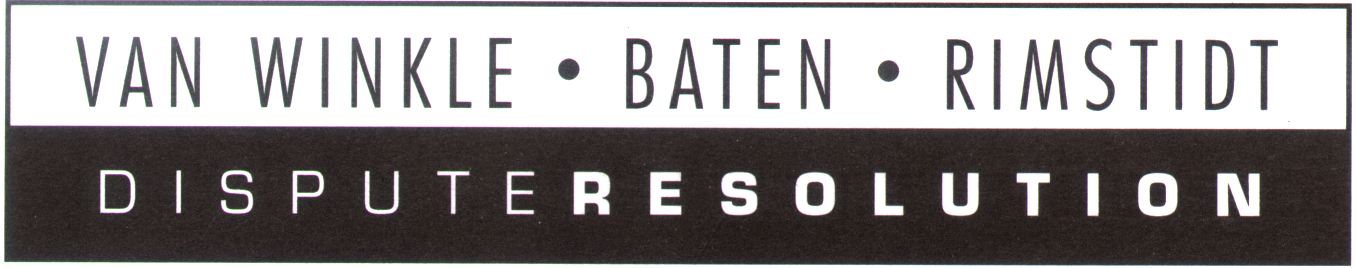 VAN WINKLE • BATEN • RIMSTIDT
DISPUTERESOLUTION